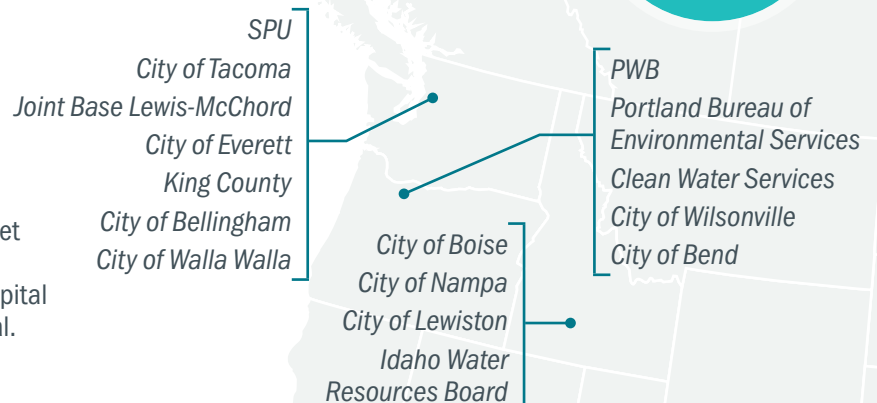 SPU
City of Tacoma
Joint Base Lewis-McChord
City of Everett
King County
City of Bellingham
City of Walla Walla
et
pital
l.
PWB
Portland Bureau of
Environmental Services
Clean Water Services
City of Wilsonville
City of Bend
City of Boise
City of Nampa
City of Lewiston
Idaho Water
Resources Board